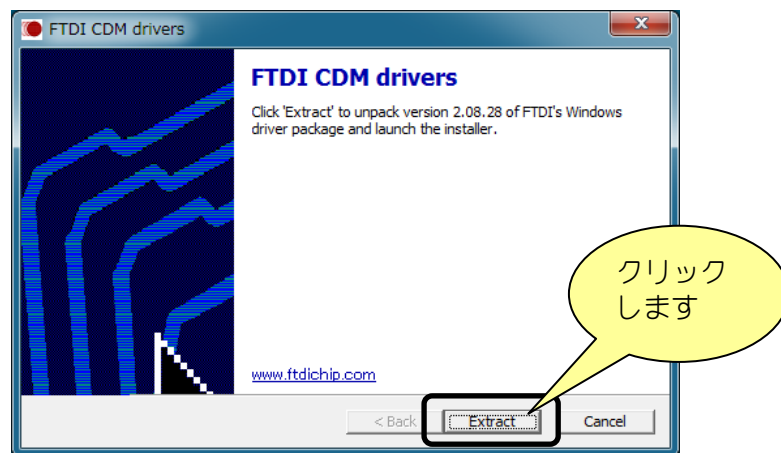 FTDI CDM drivers
FTDI CDM drivers
Click 'Extract' to unpack version 2.08.28 of FTDI's Windows
driver package and launch the installer.
クリック
します
www.ftdichip.com
< Back
Extract
Cancel